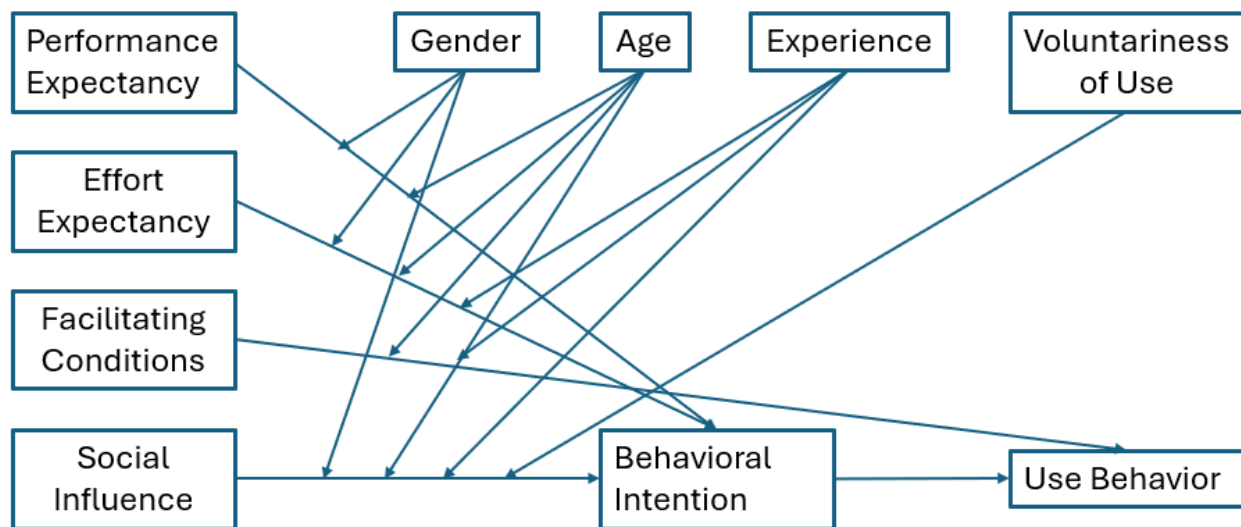 Performance
Expectancy
Gender
Age
Experience
Voluntariness
of Use
Effort
Expectancy
Facilitating
Conditions
Social
Influence
Behavioral
Intention
Use Behavior